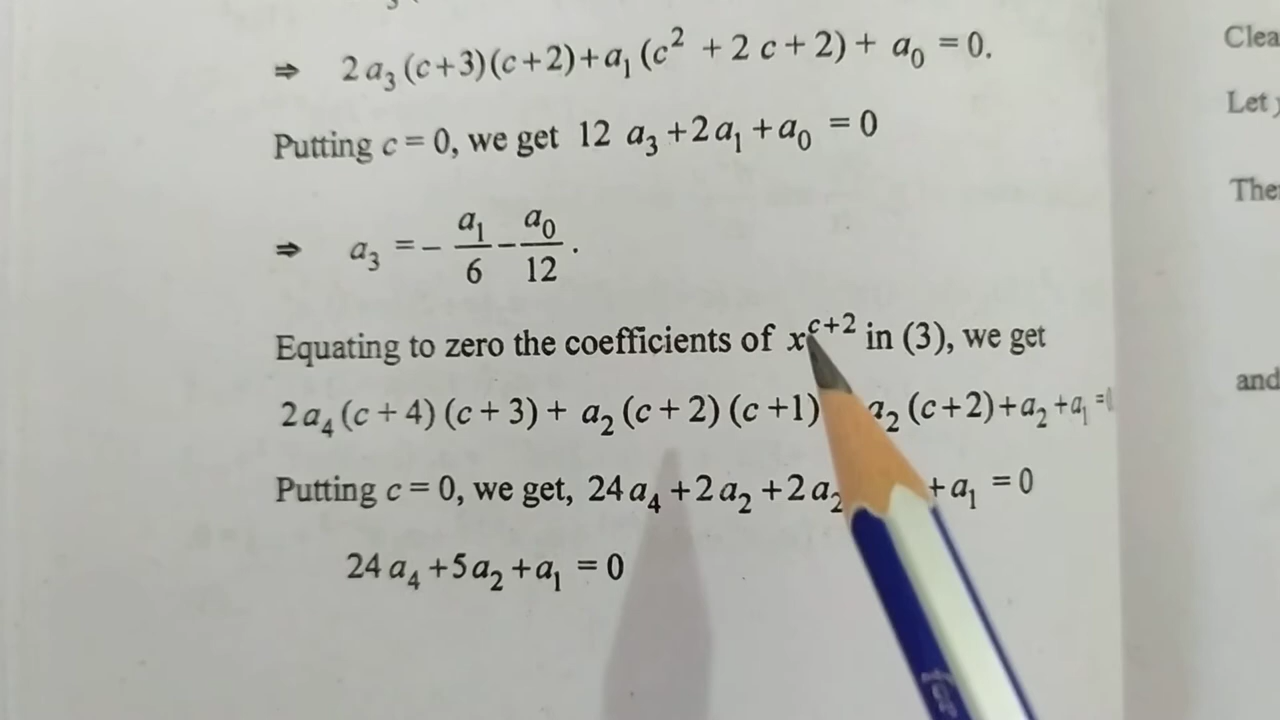 ⇒ 2a₃(c+3)(c+2)+a₁(c² + 2c+2)+ a₀ = 0.
Putting c = 0, we get 12 a₃+2a₁+a₀ = 0
⇒ a₃ = − a₁/6 − a₀/12 .
Equating to zero the coefficients of x^(c+2) in (3), we get
2a₄(c + 4)(c + 3)+ a₂(c + 2)(c +1) a₂(c+2)+a₂+a₁ =
Putting c = 0, we get, 24a₄+2a₂+2a₂ +a₁ = 0
24a₄+5a₂+a₁ = 0
Let
and